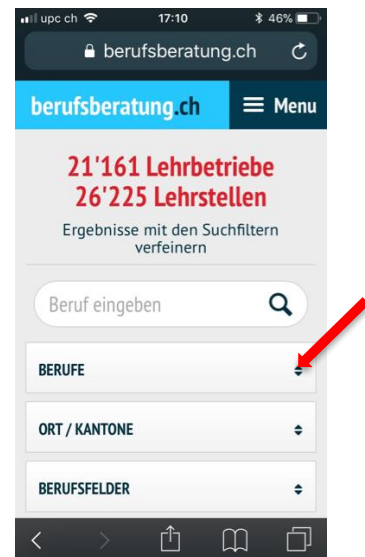 upc ch 17:10 46%
berufsberatung.ch
berufsberatung.ch Menu
21'161 Lehrbetriebe
26'225 Lehrstellen
Ergebnisse mit den Suchfiltern
verfeinern
Beruf eingeben
BERUFE
ORT / KANTONE
BERUFSFELDER